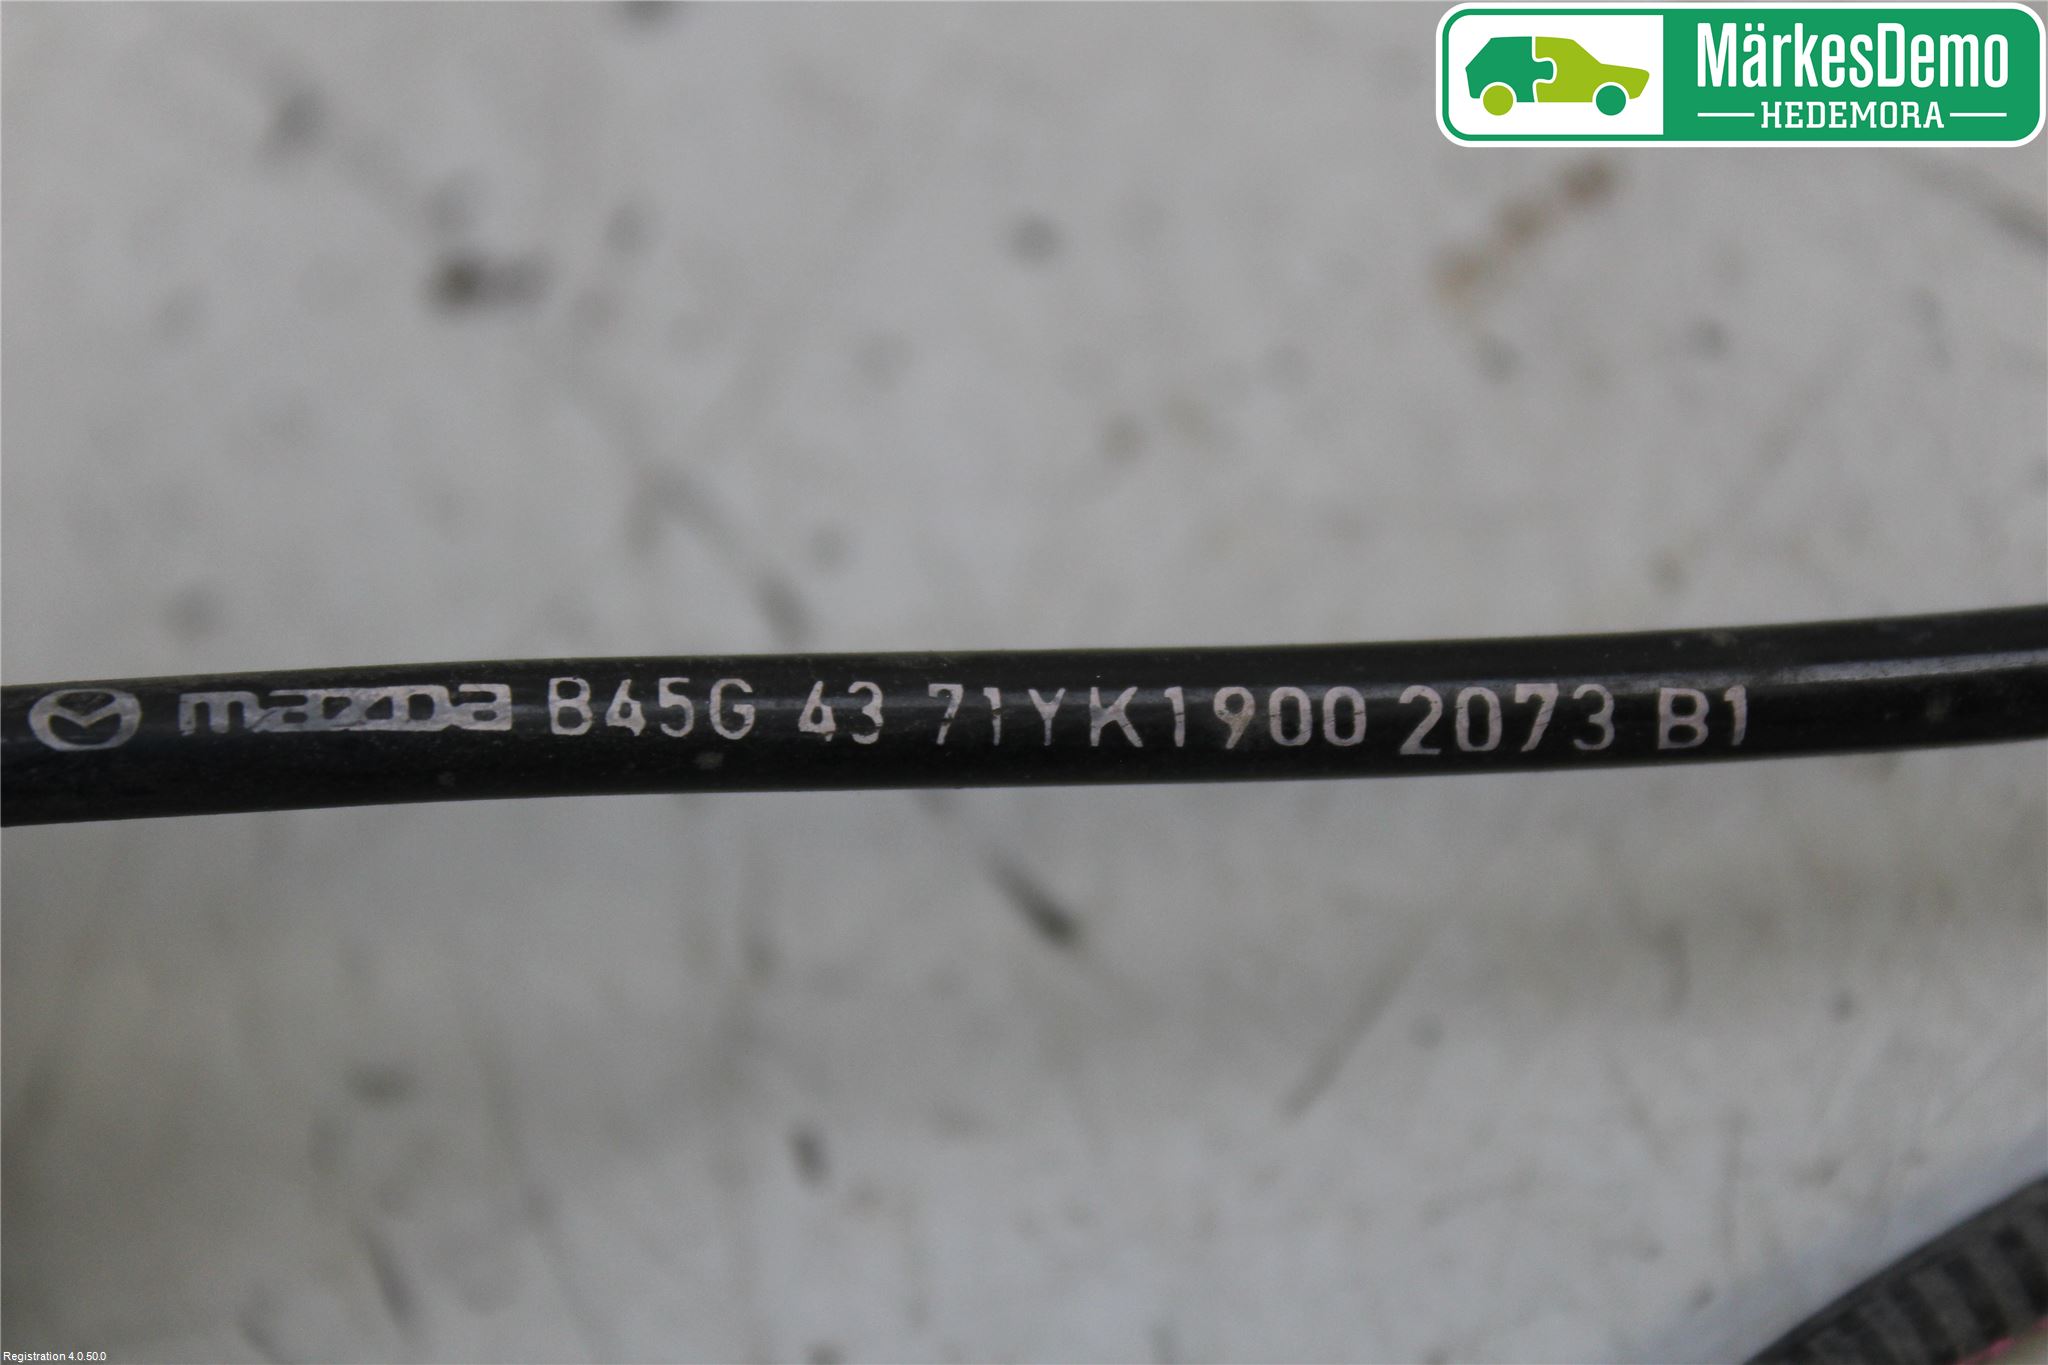 MärkesDemo
HEDEMORA
mazda B45G 43 71YK1900 2073 B1
Registration 4.0.50.0